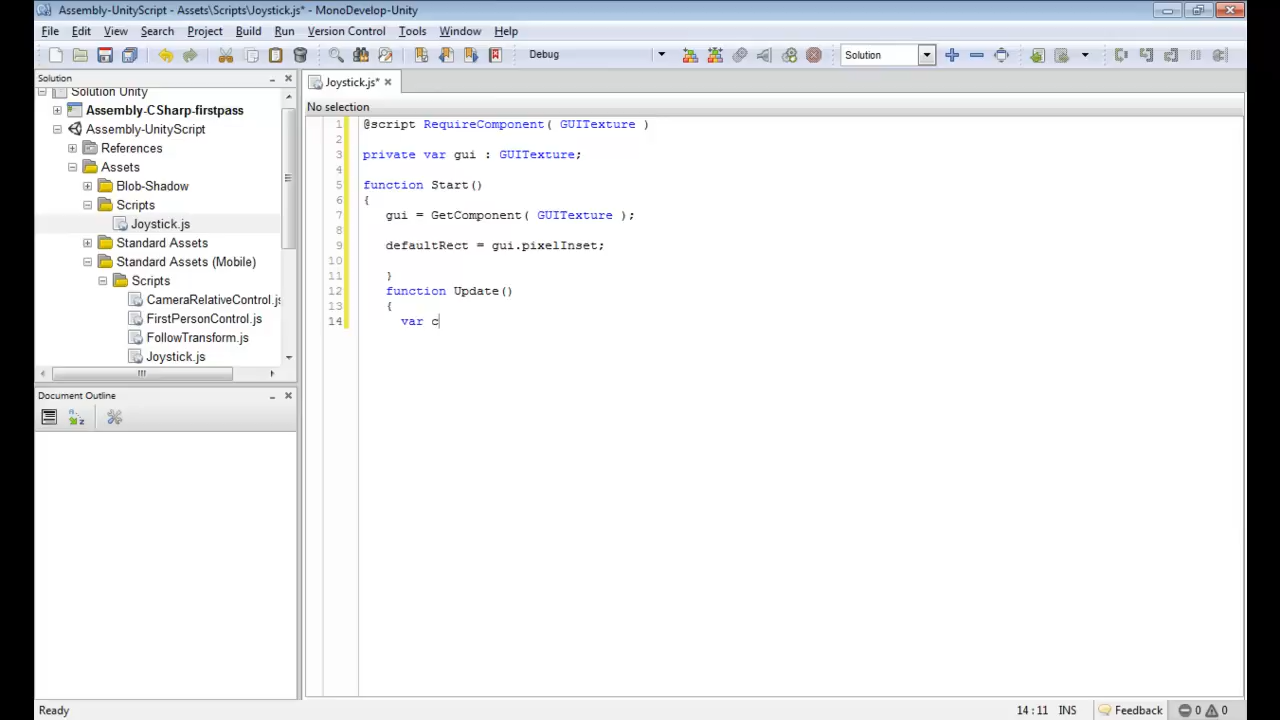 Assembly-UnityScript - Assets\Scripts\Joystick.js* - MonoDevelop-Unity
File Edit View Search Project Build Run Version Control Tools Window Help
Debug
Solution
Solution
Solution Unity
Assembly-CSharp-firstpass
Assembly-UnityScript
References
Assets
Blob-Shadow
Scripts
Joystick.js
Standard Assets
Standard Assets (Mobile)
Scripts
CameraRelativeControl.js
FirstPersonControl.js
FollowTransform.js
Joystick.js
Document Outline
Joystick.js*
No selection
1 @script RequireComponent( GUITexture )
2
3 private var gui : GUITexture;
4
5 function Start()
6 {
7 gui = GetComponent( GUITexture );
8
9 defaultRect = gui.pixelInset;
10
11 }
12 function Update()
13 {
14 var c
Ready
14:11 INS Feedback 0 0